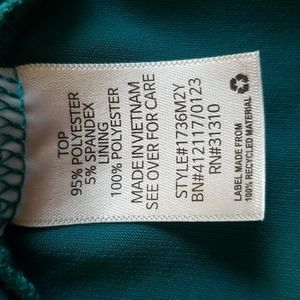 TOP
95% POLYESTER
5% SPANDEX
LINING
100% POLYESTER
MADE IN VIETNAM
SEE OVER FOR CARE
STYLE#1736M2Y
BN#412117/0123
RN#31310
LABEL MADE FROM
100% RECYCLED MATERIAL